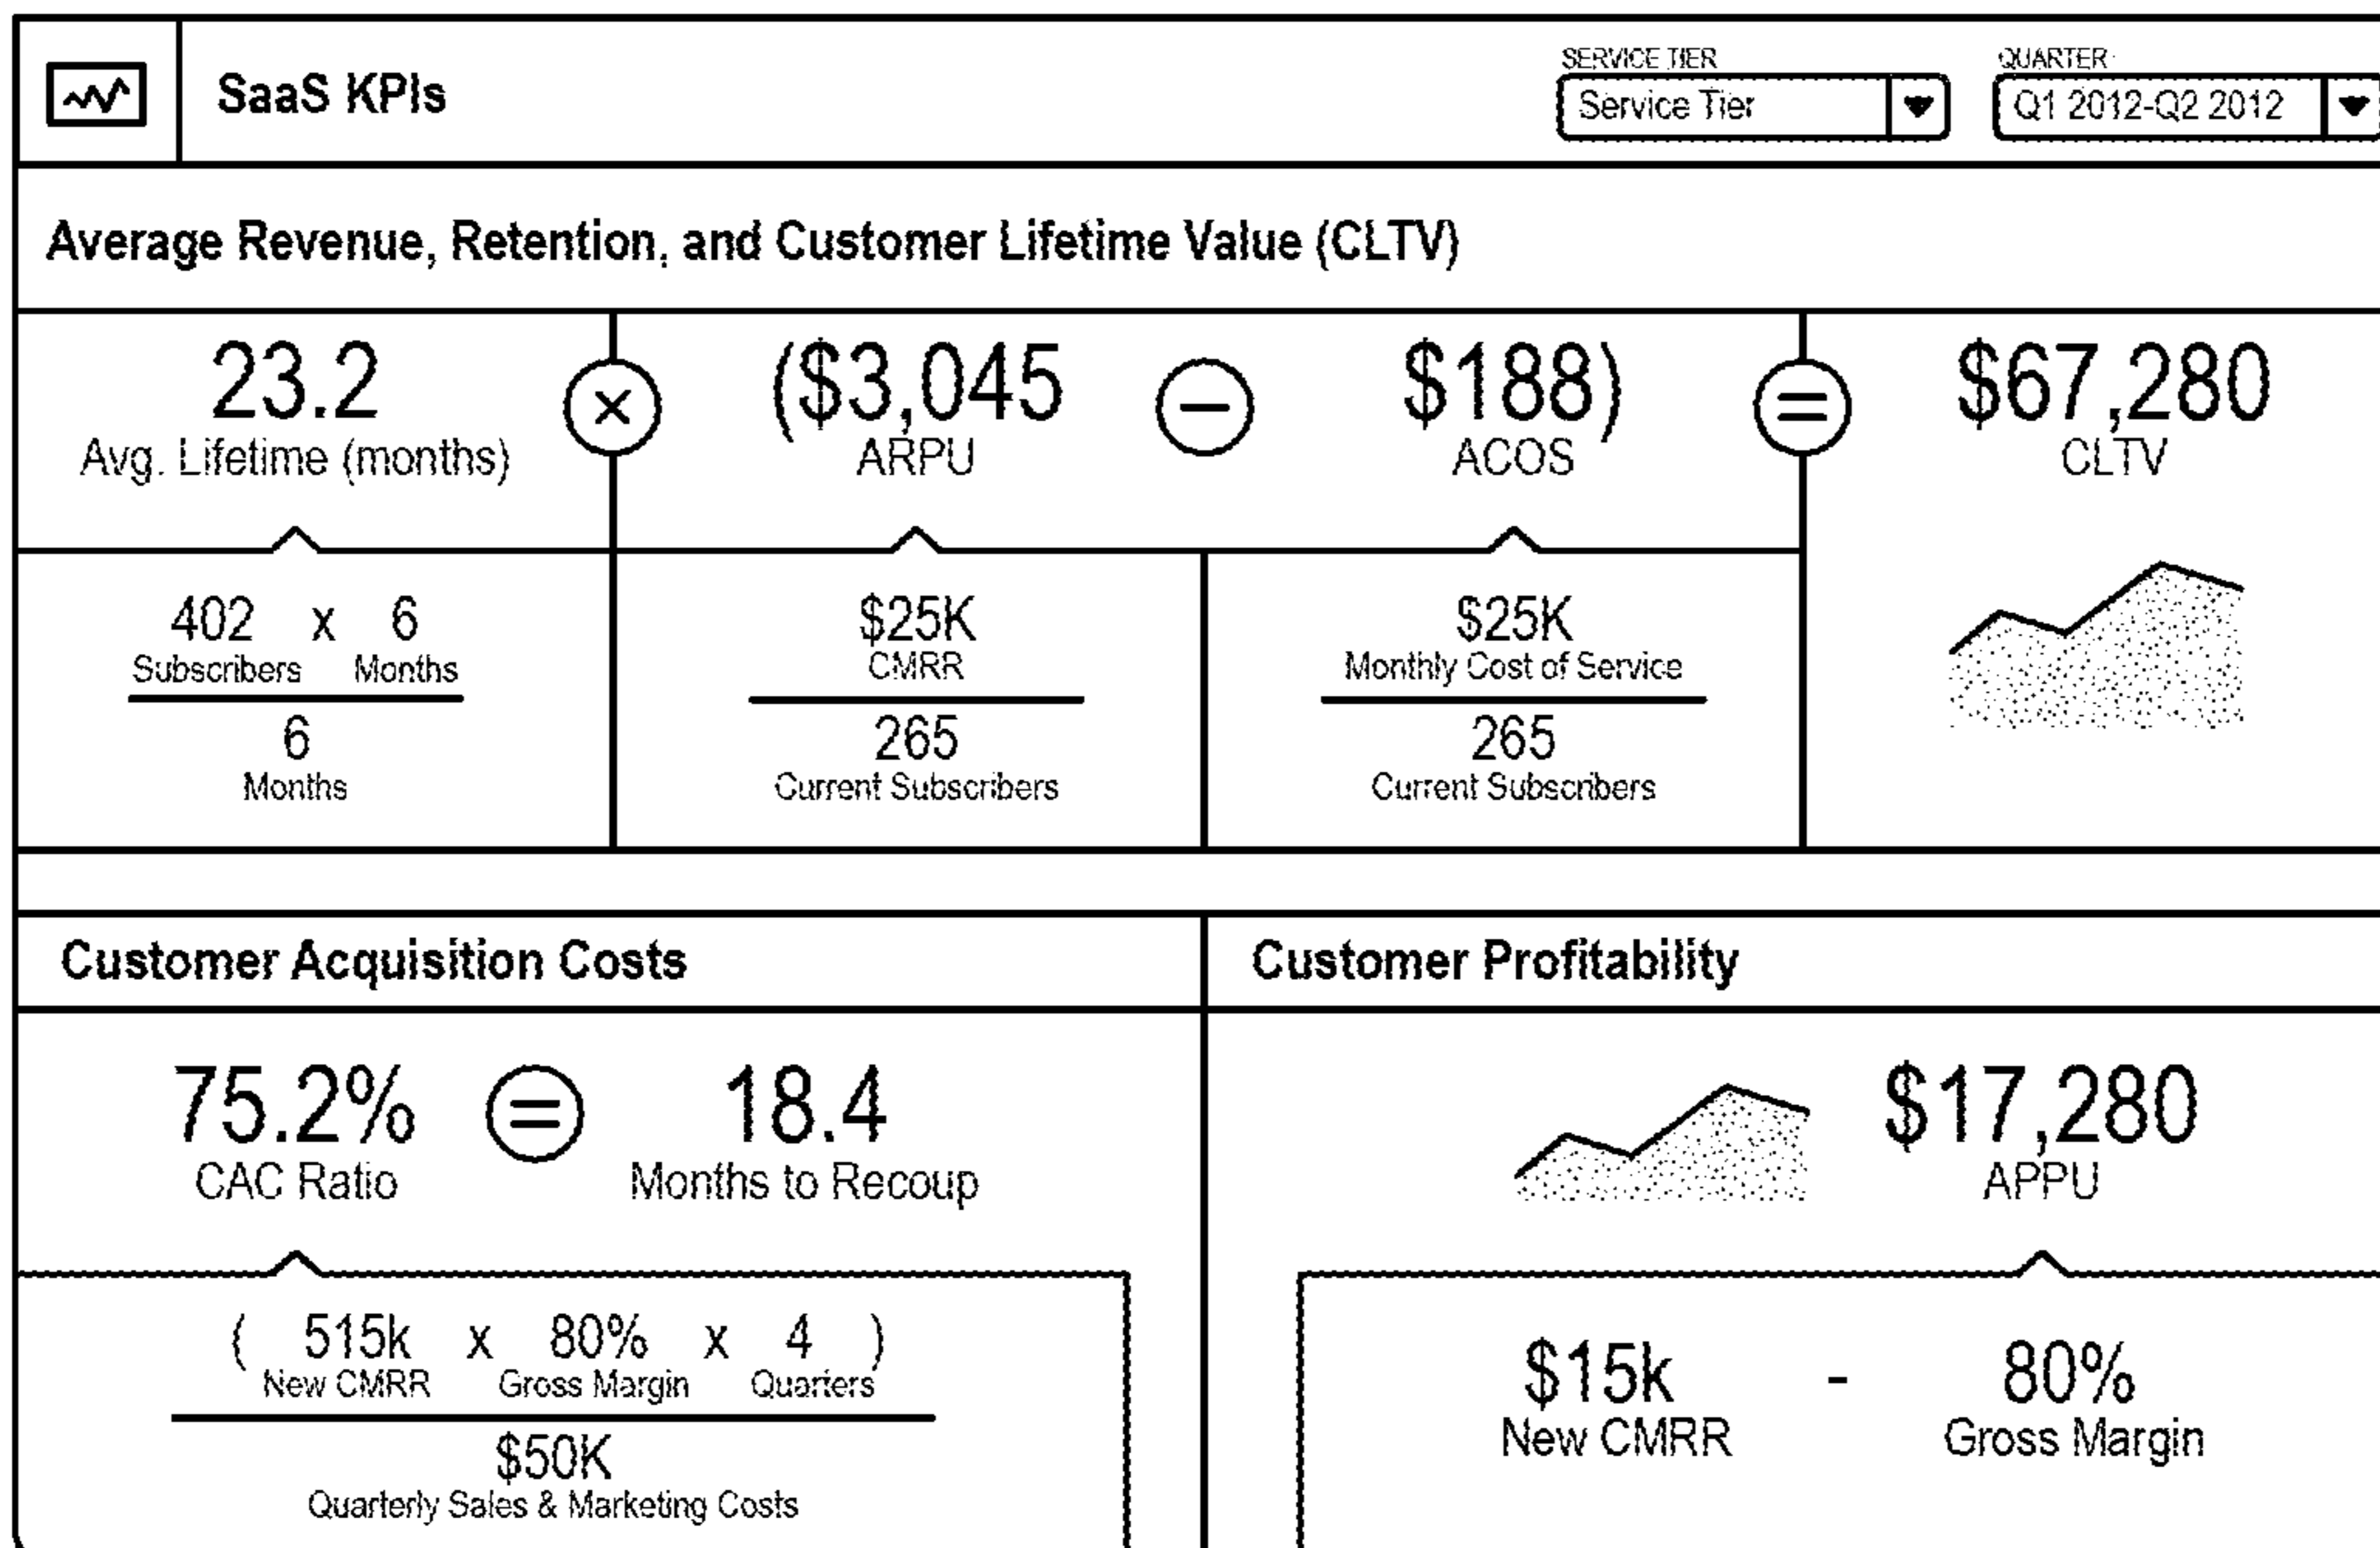 SaaS KPIs
SERVICE TIER
Service Tier
QUARTER
Q1 2012-Q2 2012
Average Revenue, Retention, and Customer Lifetime Value (CLTV)
23.2 × ($3,045 − $188) = $67,280
Avg. Lifetime (months) ARPU ACOS CLTV
402 x 6
Subscribers Months
6
Months
$25K
CMRR
265
Current Subscribers
$25K
Monthly Cost of Service
265
Current Subscribers
Customer Acquisition Costs
75.2% = 18.4
CAC Ratio Months to Recoup
( 515k x 80% x 4 )
New CMRR Gross Margin Quarters
$50K
Quarterly Sales & Marketing Costs
Customer Profitability
$17,280
APPU
$15k - 80%
New CMRR Gross Margin